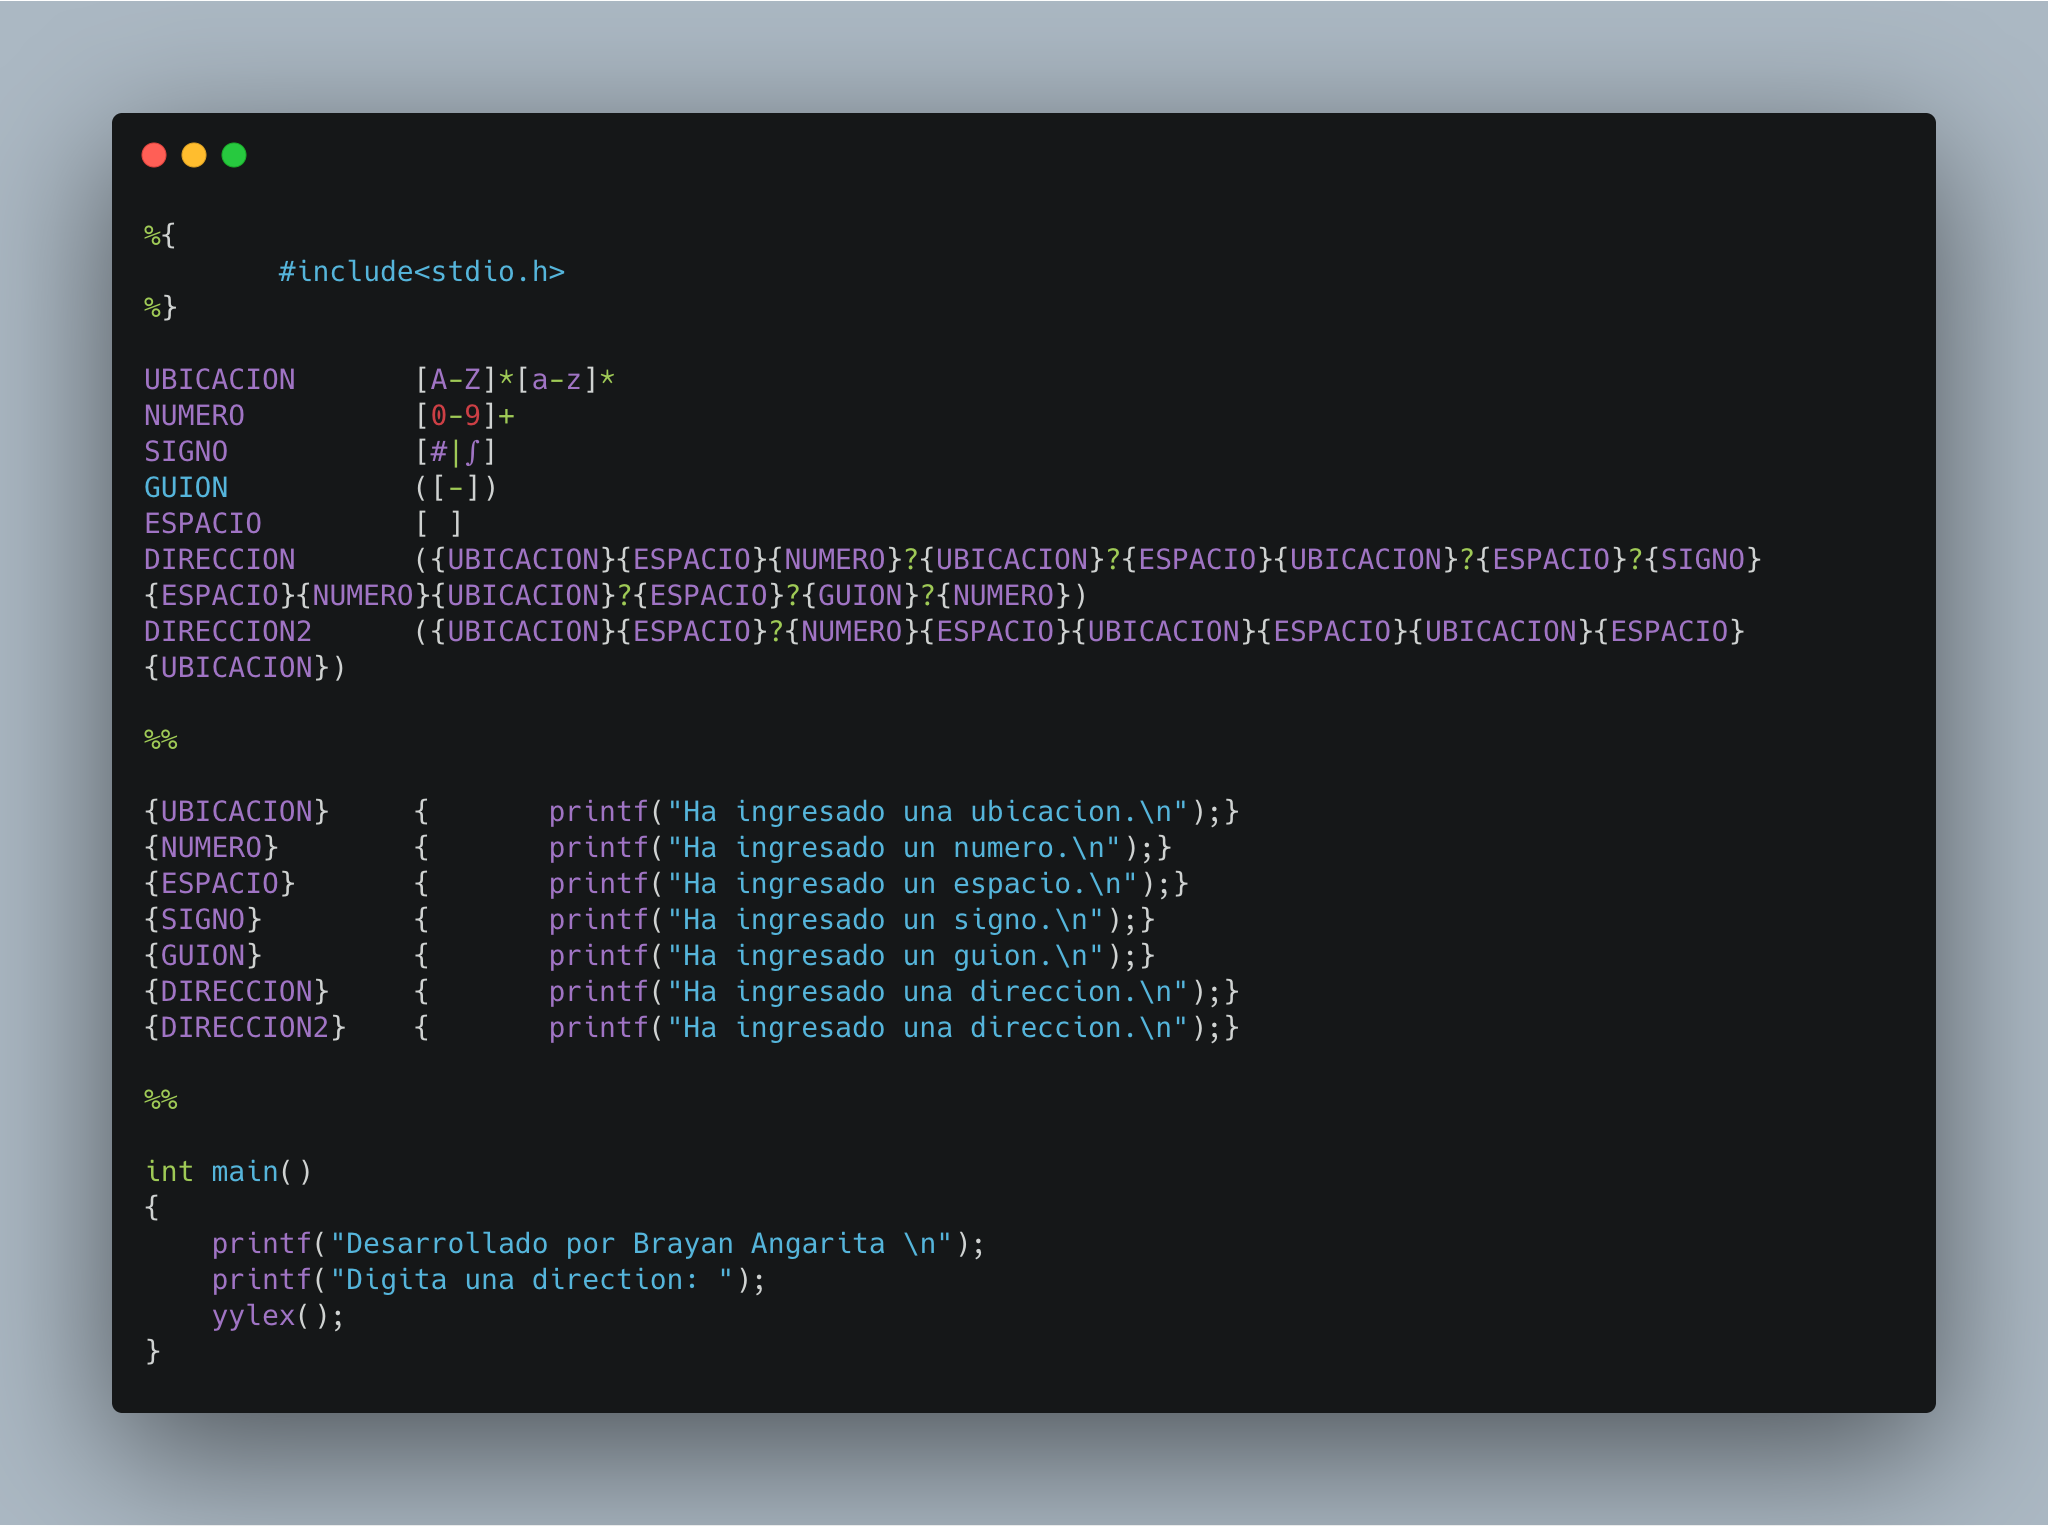 %{
        #include<stdio.h>
%}

UBICACION       [A-Z]*[a-z]*
NUMERO          [0-9]+
SIGNO           [#|∫]
GUION           ([-])
ESPACIO         [ ]
DIRECCION       ({UBICACION}{ESPACIO}{NUMERO}?{UBICACION}?{ESPACIO}{UBICACION}?{ESPACIO}?{SIGNO}
{ESPACIO}{NUMERO}{UBICACION}?{ESPACIO}?{GUION}?{NUMERO})
DIRECCION2      ({UBICACION}{ESPACIO}?{NUMERO}{ESPACIO}{UBICACION}{ESPACIO}{UBICACION}{ESPACIO}
{UBICACION})

%%

{UBICACION}     {       printf("Ha ingresado una ubicacion.\n");}
{NUMERO}        {       printf("Ha ingresado un numero.\n");}
{ESPACIO}       {       printf("Ha ingresado un espacio.\n");}
{SIGNO}         {       printf("Ha ingresado un signo.\n");}
{GUION}         {       printf("Ha ingresado un guion.\n");}
{DIRECCION}     {       printf("Ha ingresado una direccion.\n");}
{DIRECCION2}    {       printf("Ha ingresado una direccion.\n");}

%%

int main()
{
    printf("Desarrollado por Brayan Angarita \n");
    printf("Digita una direction: ");
    yylex();
}